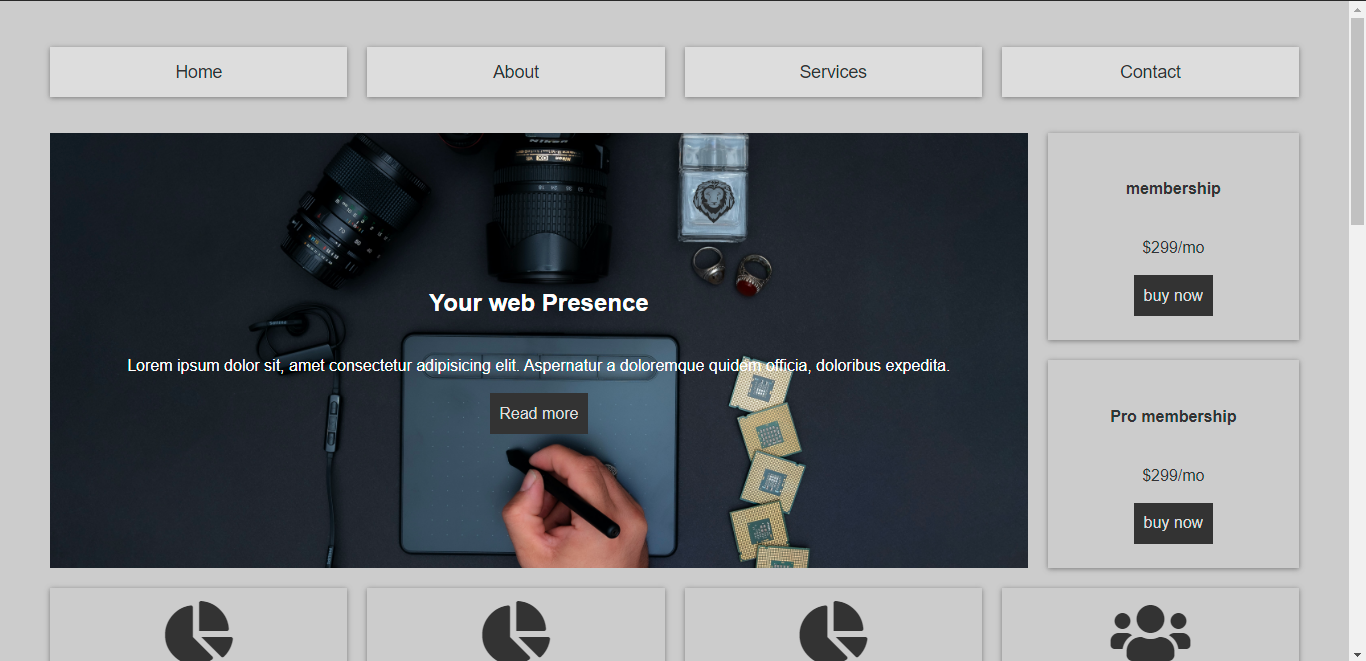 Home
About
Services
Contact
Nikon
Your web Presence
Lorem ipsum dolor sit, amet consectetur adipisicing elit. Aspernatur a doloremque quidem officia, doloribus expedita.
Read more
membership
$299/mo
buy now
Pro membership
$299/mo
buy now